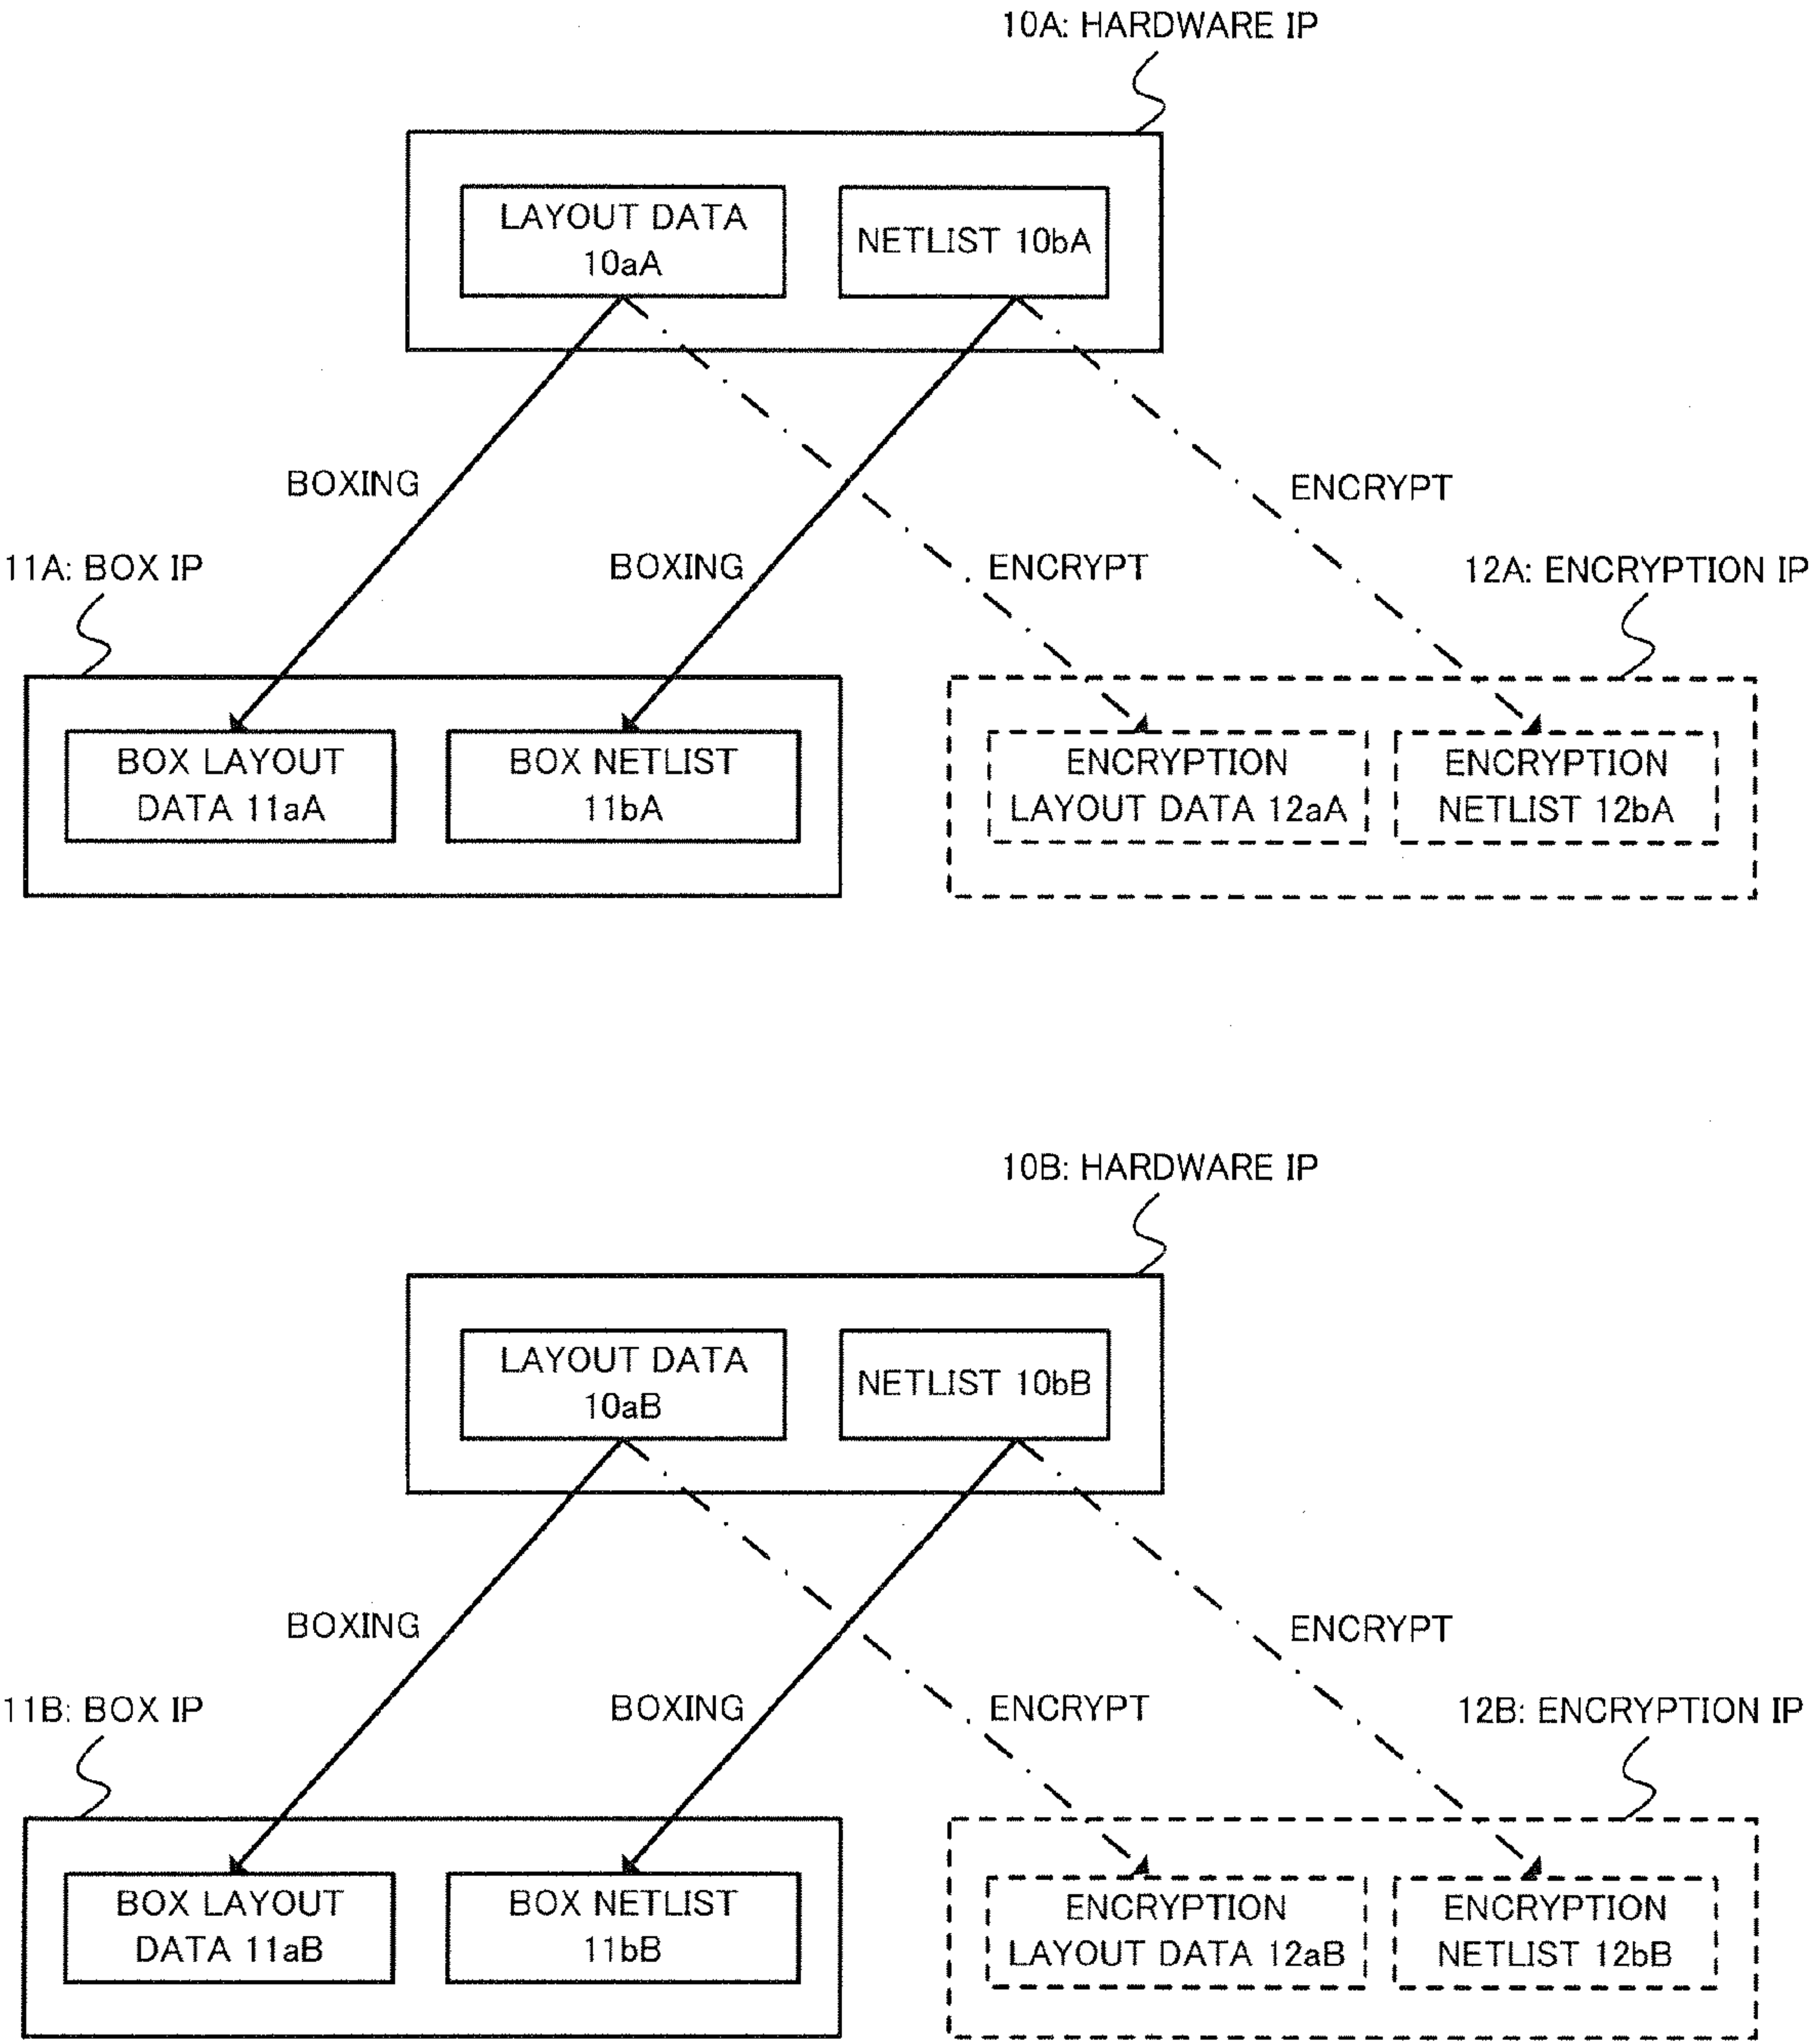 10A: HARDWARE IP
LAYOUT DATA
10aA
NETLIST 10bA
BOXING
ENCRYPT
BOXING
ENCRYPT
11A: BOX IP
12A: ENCRYPTION IP
BOX LAYOUT
DATA 11aA
BOX NETLIST
11bA
ENCRYPTION
LAYOUT DATA 12aA
ENCRYPTION
NETLIST 12bA
10B: HARDWARE IP
LAYOUT DATA
10aB
NETLIST 10bB
BOXING
ENCRYPT
BOXING
ENCRYPT
11B: BOX IP
12B: ENCRYPTION IP
BOX LAYOUT
DATA 11aB
BOX NETLIST
11bB
ENCRYPTION
LAYOUT DATA 12aB
ENCRYPTION
NETLIST 12bB